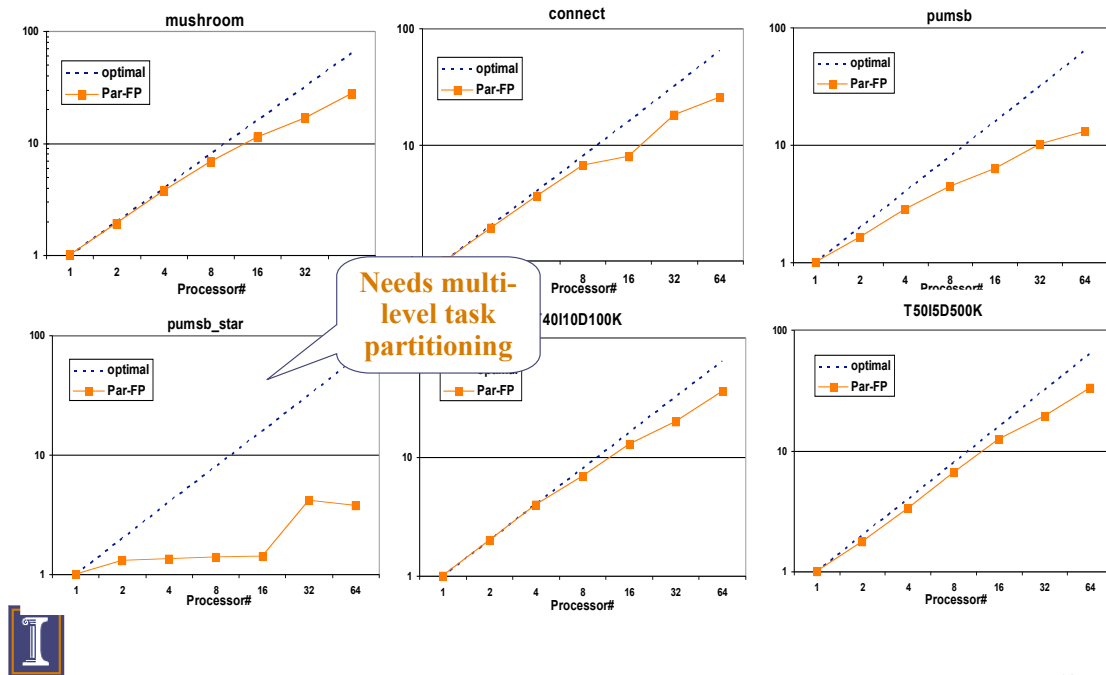 mushroom
100
10
1
optimal
Par-FP
1 2 4 8 16 32
Processor#
connect
100
10
optimal
Par-FP
8 16 32 64
Processor#
pumsb
100
10
1
optimal
Par-FP
1 2 4 8 16 32 64
Processor#
Needs multi-
level task
partitioning
pumsb_star
100
10
1
optimal
Par-FP
1 2 4 8 16 32 64
Processor#
40I10D100K
10
1
Par-FP
1 2 4 8 16 32 64
Processor#
T50I5D500K
100
10
1
optimal
Par-FP
1 2 4 8 16 32 64
Processor#